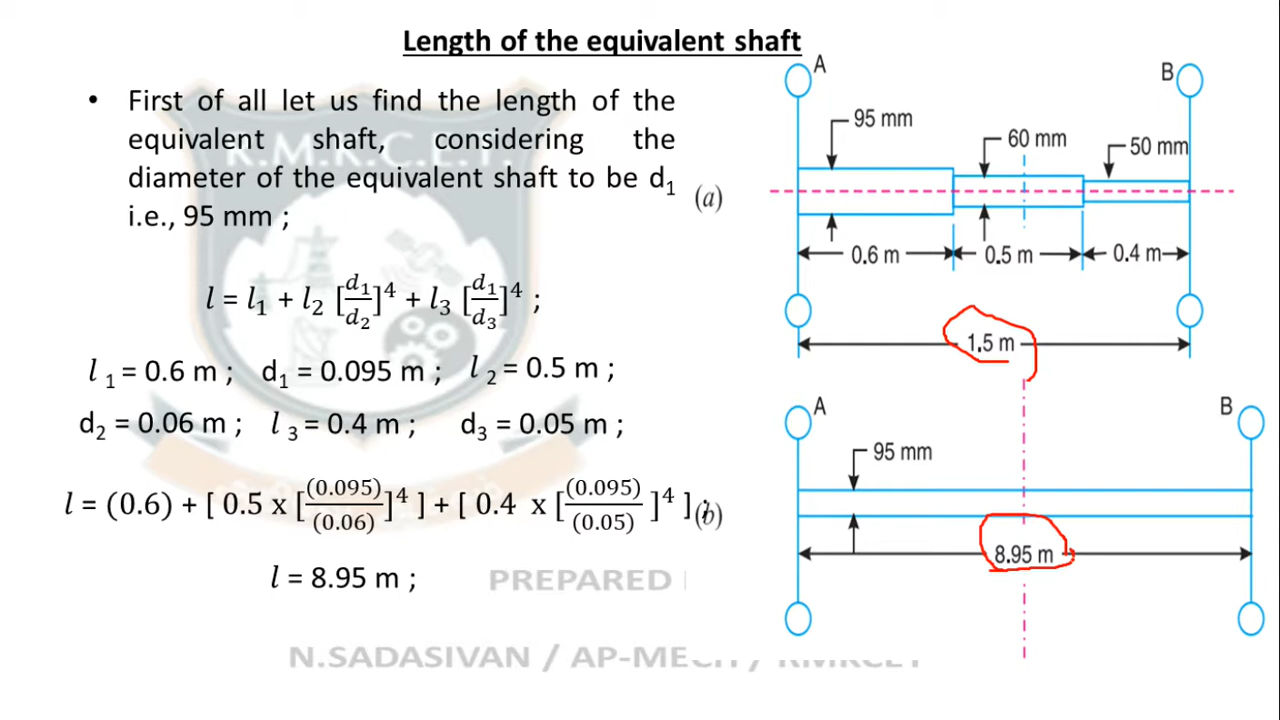 Length of the equivalent shaft
• First of all let us find the length of the
equivalent shaft, considering the
diameter of the equivalent shaft to be d₁
i.e., 95 mm ;
l = l₁ + l₂ [d₁/d₂]⁴ + l₃ [d₁/d₃]⁴ ;
l ₁ = 0.6 m ; d₁ = 0.095 m ; l ₂ = 0.5 m ;
d₂ = 0.06 m ; l ₃ = 0.4 m ; d₃ = 0.05 m ;
l = (0.6) + [ 0.5 x [(0.095)/(0.06)]⁴ ] + [ 0.4 x [(0.095)/(0.05) ]⁴ ] ;
l = 8.95 m ;
A
B
95 mm
60 mm
50 mm
(a)
0.6 m
0.5 m
0.4 m
1.5 m
A
B
95 mm
(b)
8.95 m
R.M.K.C.E.T.
PREPARED
N.SADASIVAN / AP-MECH / RMKCET